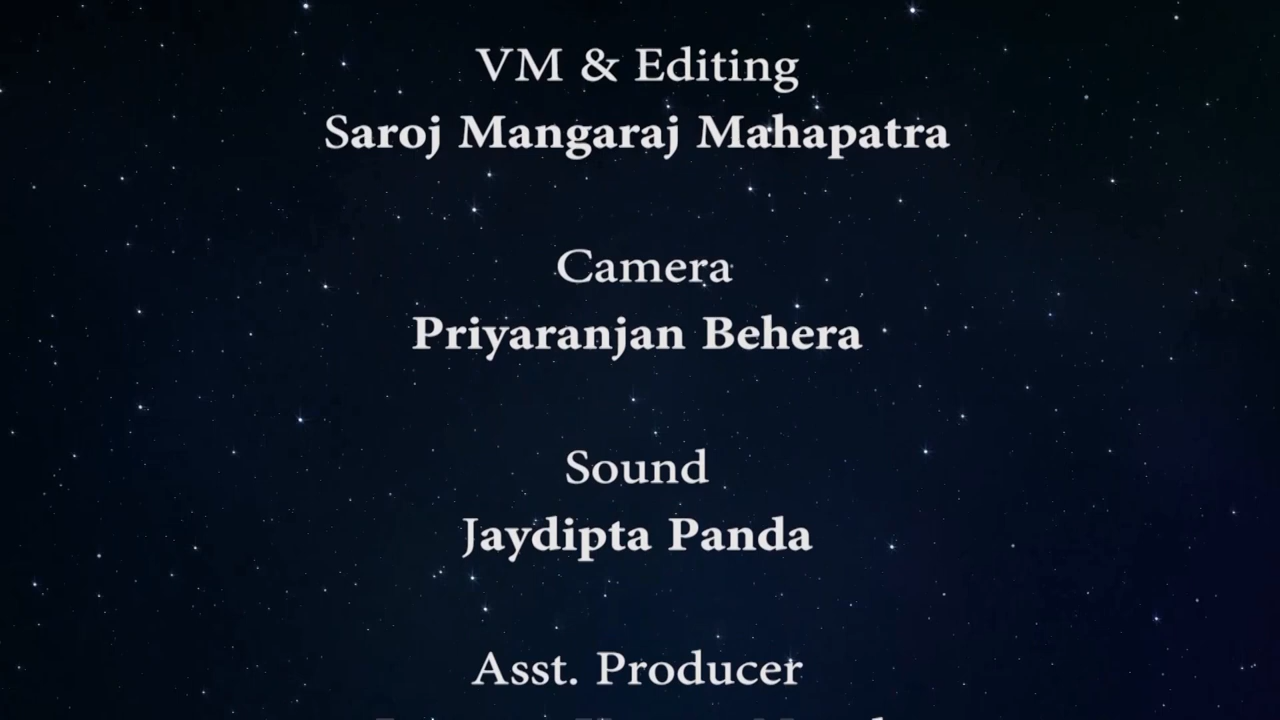 VM & Editing
Saroj Mangaraj Mahapatra
Camera
Priyaranjan Behera
Sound
Jaydipta Panda
Asst. Producer